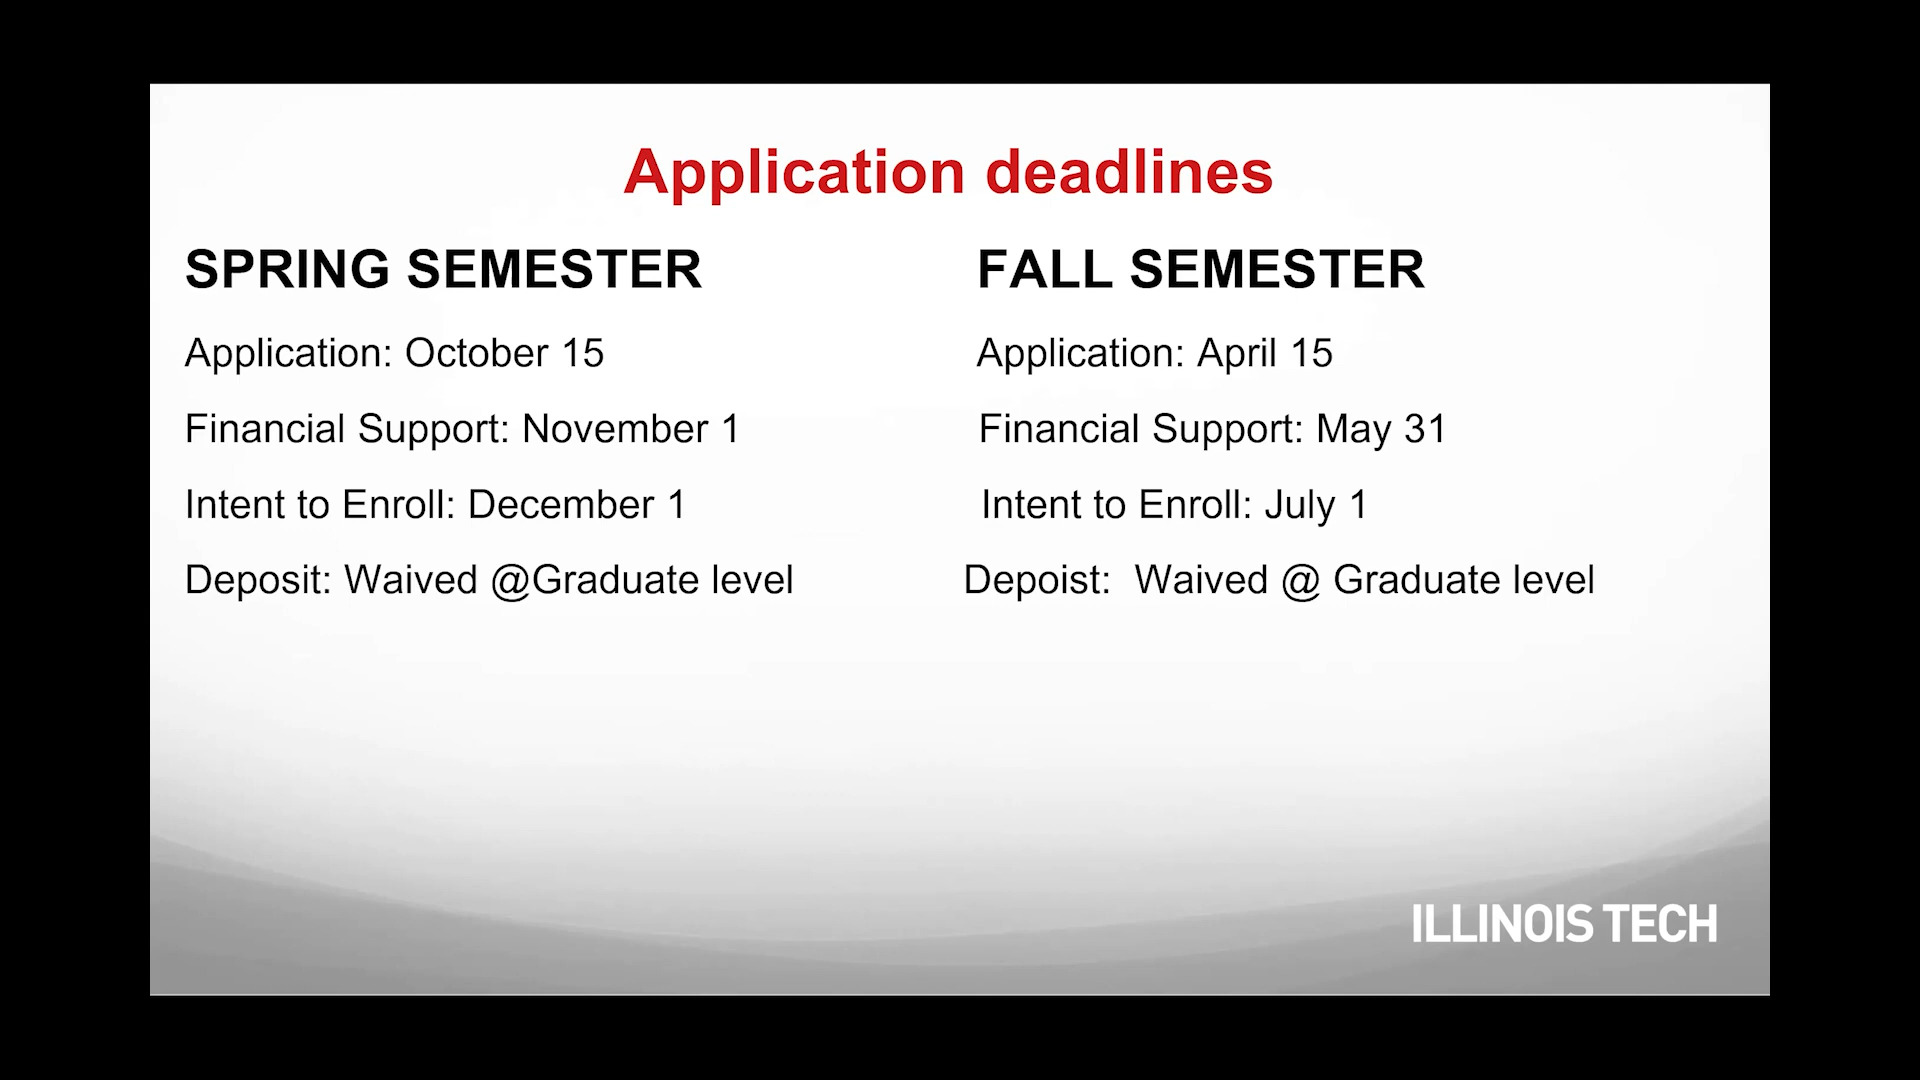 Application deadlines
SPRING SEMESTER
Application: October 15
Financial Support: November 1
Intent to Enroll: December 1
Deposit: Waived @Graduate level
FALL SEMESTER
Application: April 15
Financial Support: May 31
Intent to Enroll: July 1
Depoist:  Waived @ Graduate level
ILLINOIS TECH